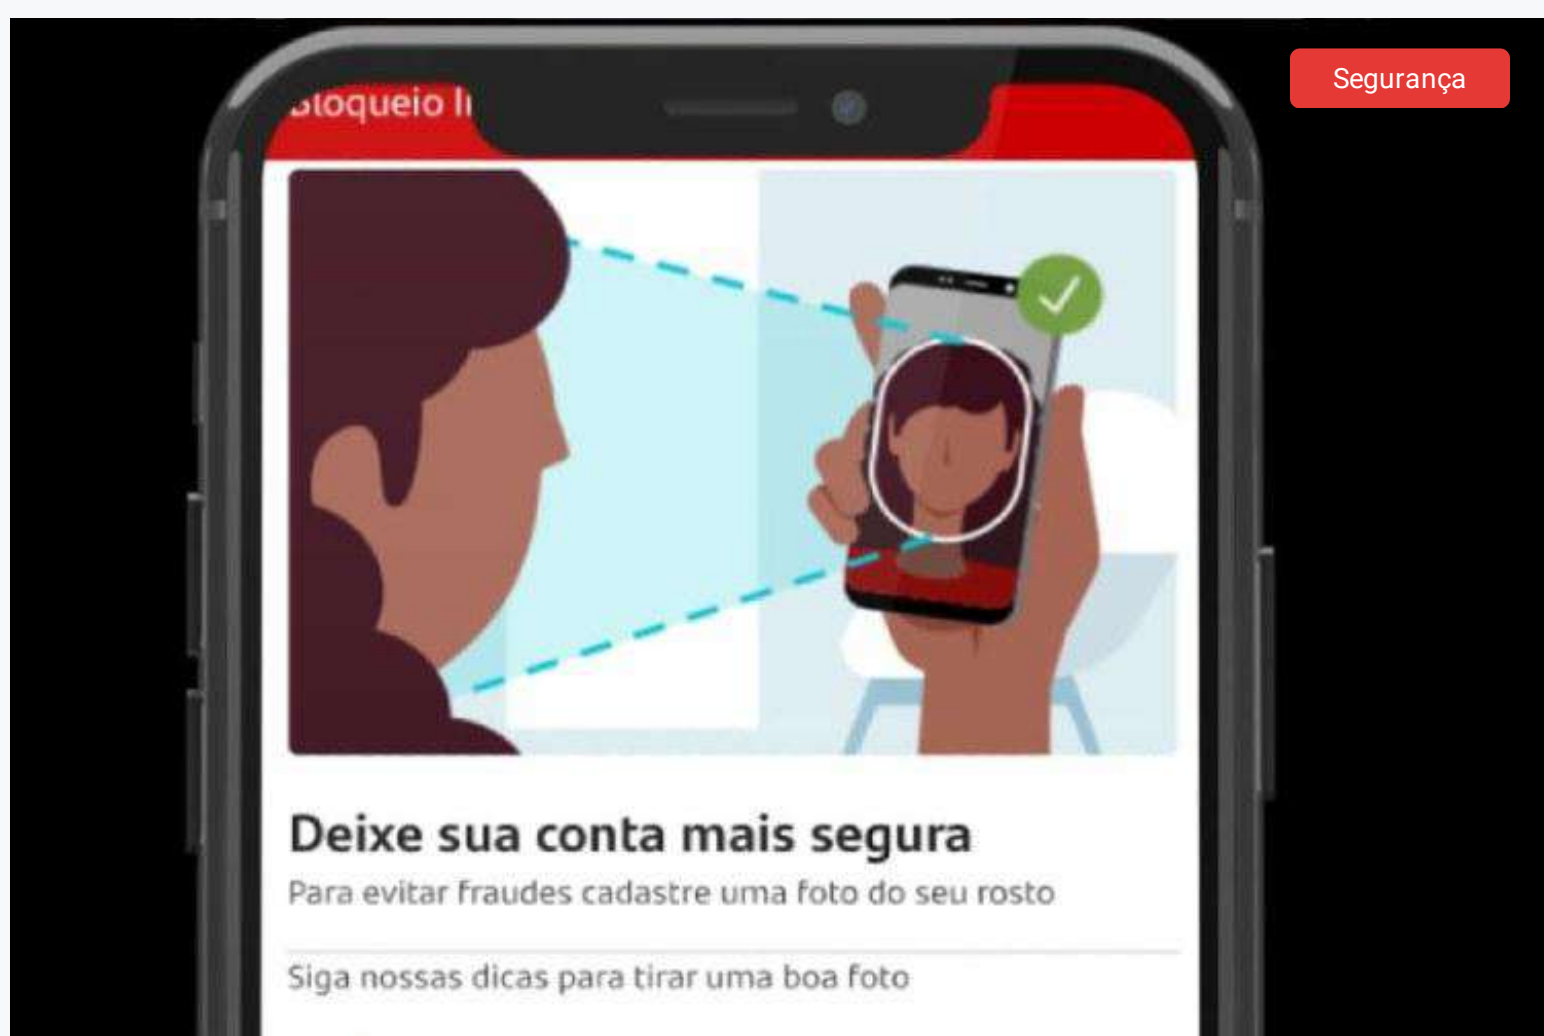 Segurança
Bloqueio
Deixe sua conta mais segura
Para evitar fraudes cadastre uma foto do seu rosto
Siga nossas dicas para tirar uma boa foto